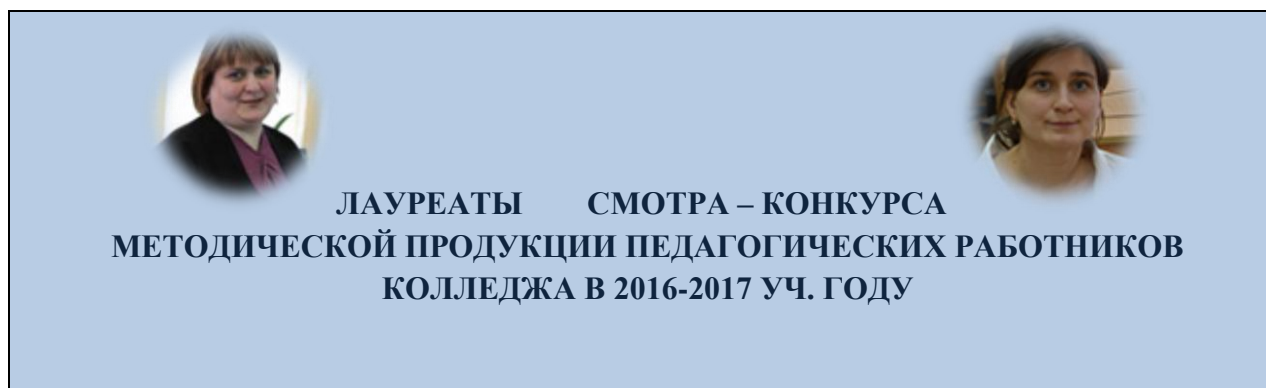 ЛАУРЕАТЫ СМОТРА – КОНКУРСА
МЕТОДИЧЕСКОЙ ПРОДУКЦИИ ПЕДАГОГИЧЕСКИХ РАБОТНИКОВ
КОЛЛЕДЖА В 2016-2017 УЧ. ГОДУ